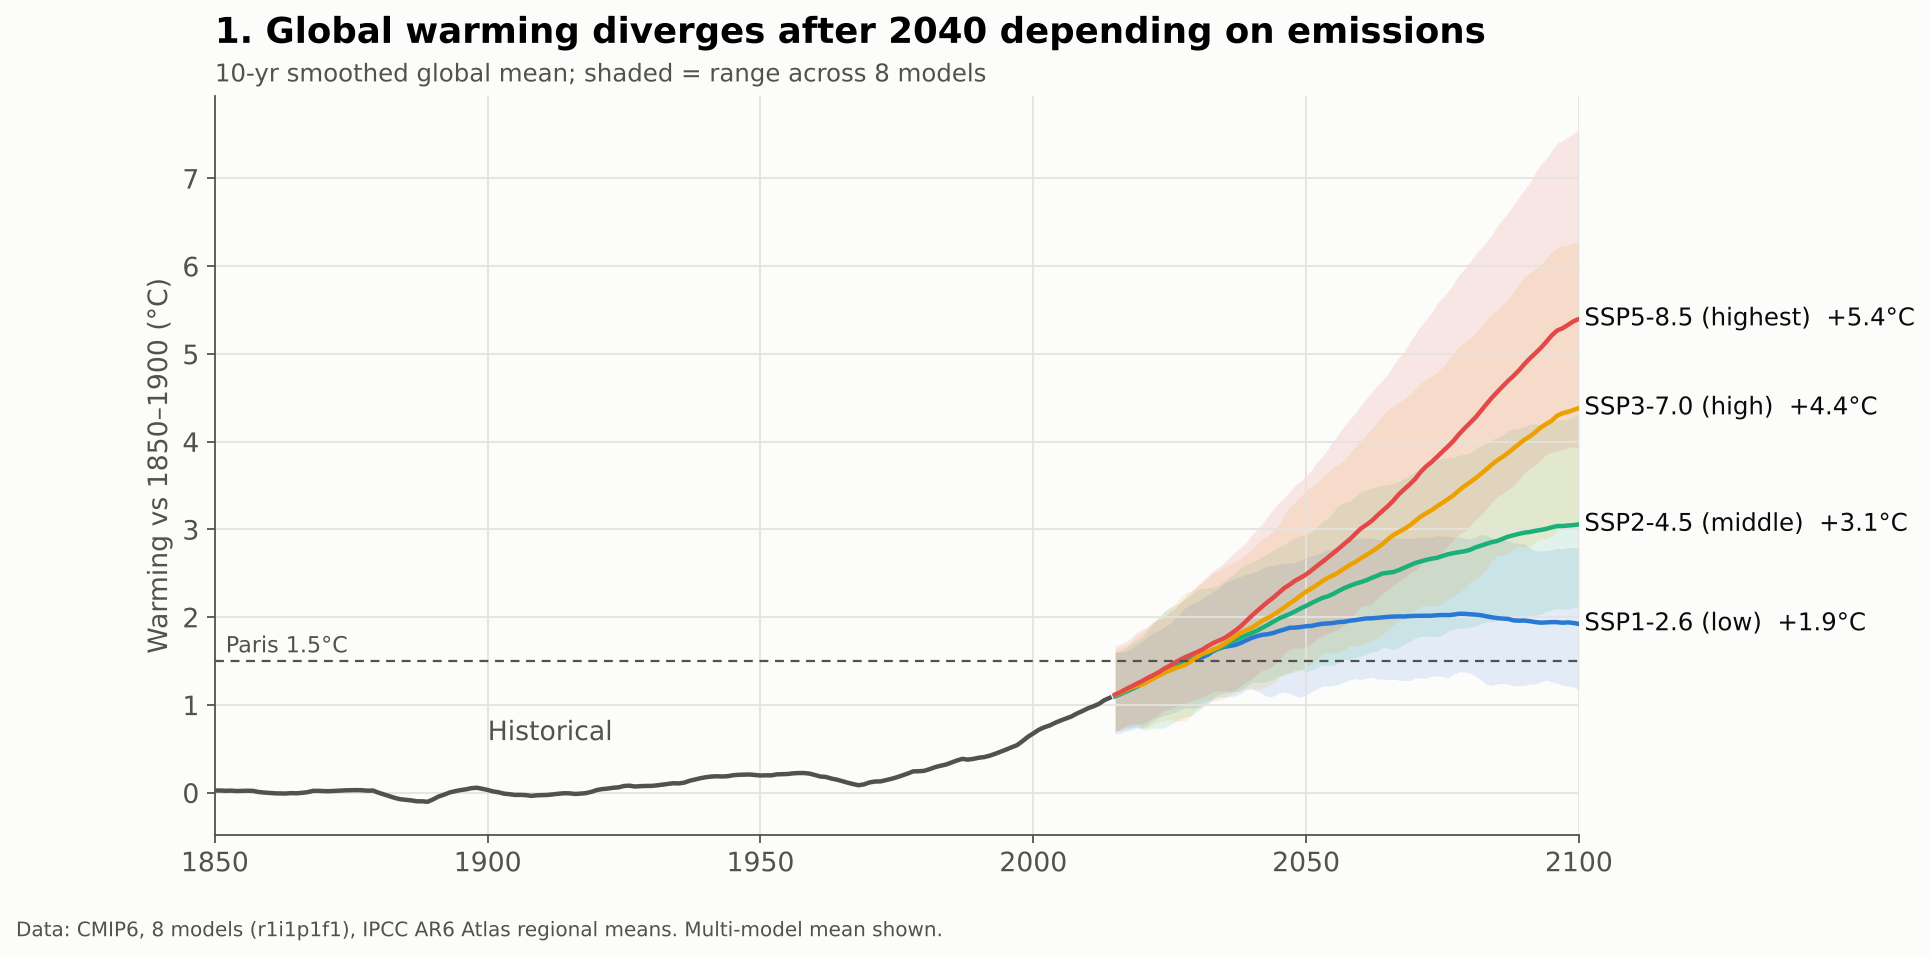 1. Global warming diverges after 2040 depending on emissions
10-yr smoothed global mean; shaded = range across 8 models
Warming vs 1850–1900 (°C)
7
6
5
4
3
2
1
0
Paris 1.5°C
Historical
SSP5-8.5 (highest) +5.4°C
SSP3-7.0 (high) +4.4°C
SSP2-4.5 (middle) +3.1°C
SSP1-2.6 (low) +1.9°C
1850 1900 1950 2000 2050 2100
Data: CMIP6, 8 models (r1i1p1f1), IPCC AR6 Atlas regional means. Multi-model mean shown.